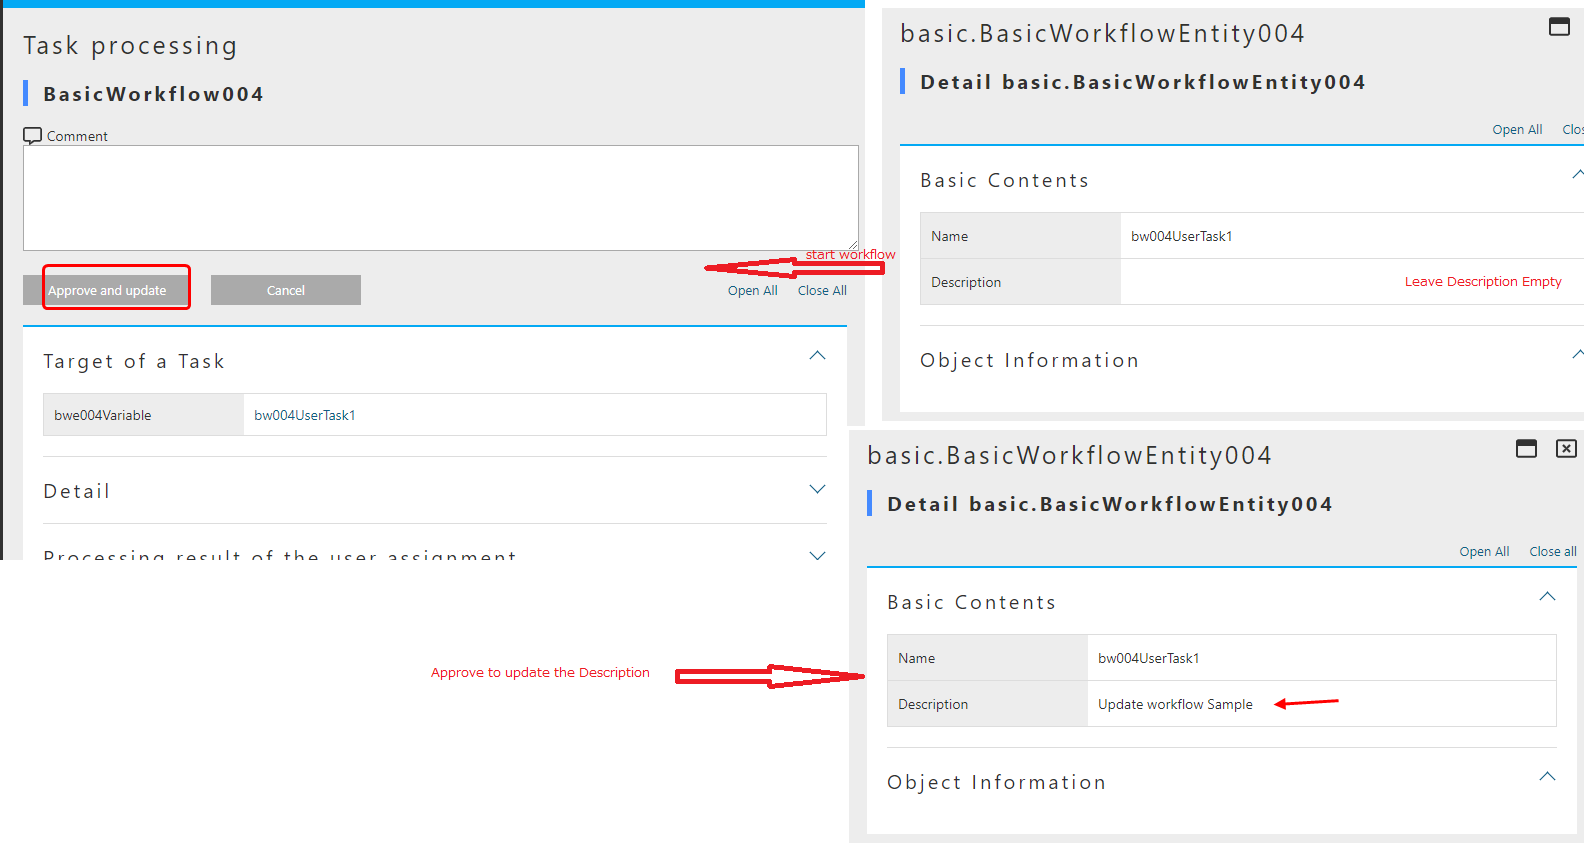 Task processing
BasicWorkflow004
Comment
Approve and update
Cancel
Open All
Close All
Target of a Task
bwe004Variable
bw004UserTask1
Detail
Processing result of the user assignment
start workflow
basic.BasicWorkflowEntity004
Detail basic.BasicWorkflowEntity004
Open All
Clos
Basic Contents
Name
bw004UserTask1
Description
Leave Description Empty
Object Information
Approve to update the Description
basic.BasicWorkflowEntity004
Detail basic.BasicWorkflowEntity004
Open All
Close all
Basic Contents
Name
bw004UserTask1
Description
Update workflow Sample
Object Information